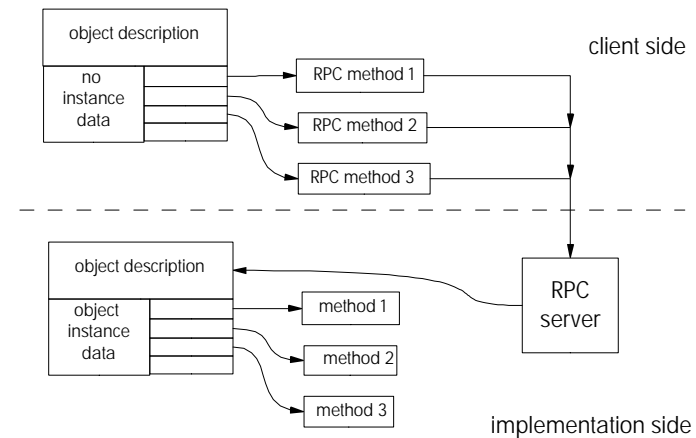 object description
client side
no
instance
data
RPC method 1
RPC method 2
RPC method 3
object description
object
instance
data
method 1
method 2
method 3
RPC
server
implementation side